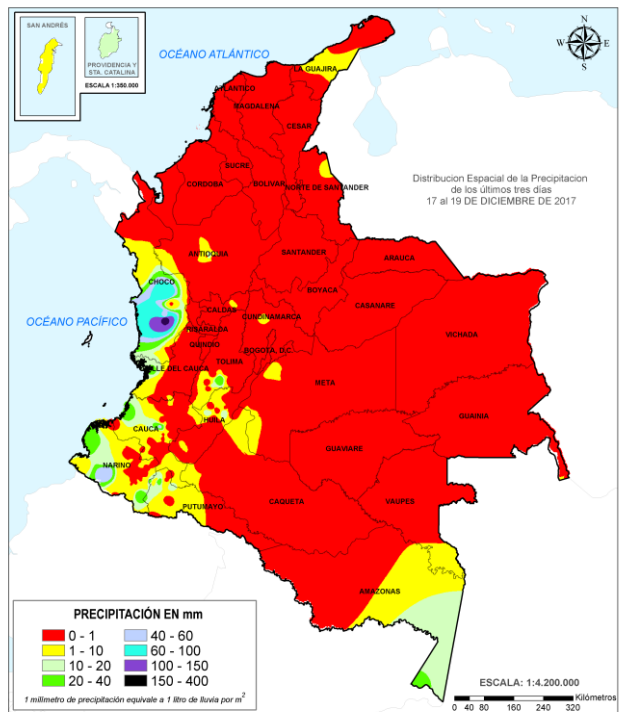 SAN ANDRÉS
PROVIDENCIA Y
STA. CATALINA
ESCALA 1:350.000
OCÉANO ATLÁNTICO
N
W
E
S
LA GUAJIRA
ATLANTICO
MAGDALENA
CESAR
SUCRE
CORDOBA
BOLIVAR
NORTE DE SANTANDER
Distribucion Espacial de la Precipitacion
de los últimos tres días
17 al 19 DE DICIEMBRE DE 2017
ANTIOQUIA
SANTANDER
ARAUCA
CHOCO
BOYACA
CASANARE
OCÉANO PACÍFICO
CALDAS
CUNDINAMARCA
RISARALDA
VICHADA
QUINDIO
BOGOTA, D.C.
TOLIMA
VALLE DEL CAUCA
META
GUAINIA
HUILA
CAUCA
GUAVIARE
NARIÑO
CAQUETA
VAUPES
PUTUMAYO
AMAZONAS
PRECIPITACIÓN EN mm
0 - 1
40 - 60
1 - 10
60 - 100
10 - 20
100 - 150
20 - 40
150 - 400
1 milímetro de precipitación equivale a 1 litro de lluvia por m2
ESCALA: 1:4.200.000
Kilómetros
0 40 80 160 240 320